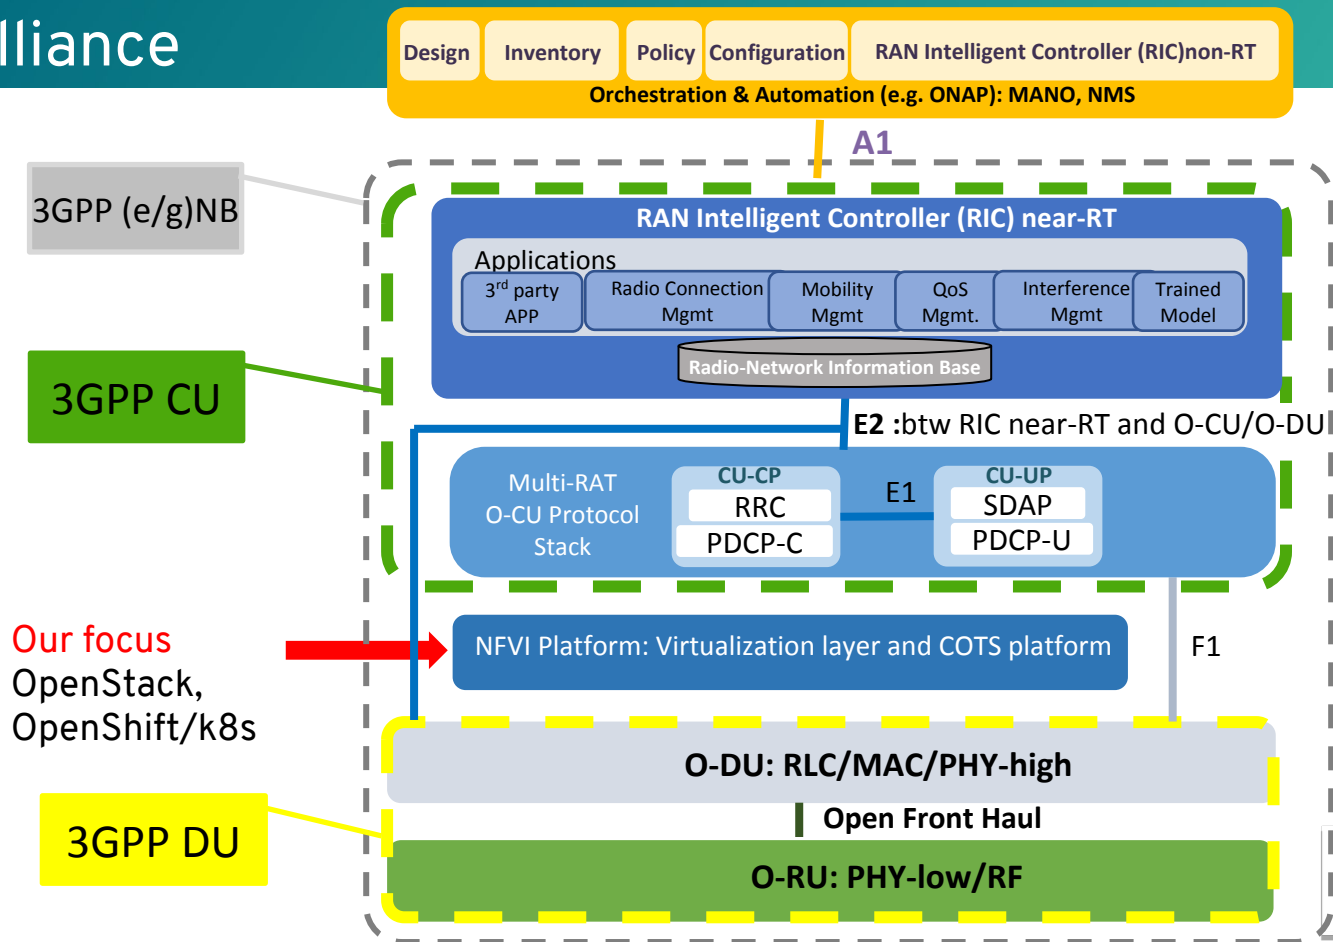 lliance
Design
Inventory
Policy
Configuration
RAN Intelligent Controller (RIC)non-RT
Orchestration & Automation (e.g. ONAP): MANO, NMS
A1
3GPP (e/g)NB
RAN Intelligent Controller (RIC) near-RT
Applications
3rd party
APP
Radio Connection
Mgmt
Mobility
Mgmt
QoS
Mgmt.
Interference
Mgmt
Trained
Model
Radio-Network Information Base
3GPP CU
E2 :btw RIC near-RT and O-CU/O-DU
Multi-RAT
O-CU Protocol
Stack
CU-CP
RRC
PDCP-C
E1
CU-UP
SDAP
PDCP-U
Our focus
OpenStack,
OpenShift/k8s
NFVI Platform: Virtualization layer and COTS platform
F1
O-DU: RLC/MAC/PHY-high
Open Front Haul
3GPP DU
O-RU: PHY-low/RF